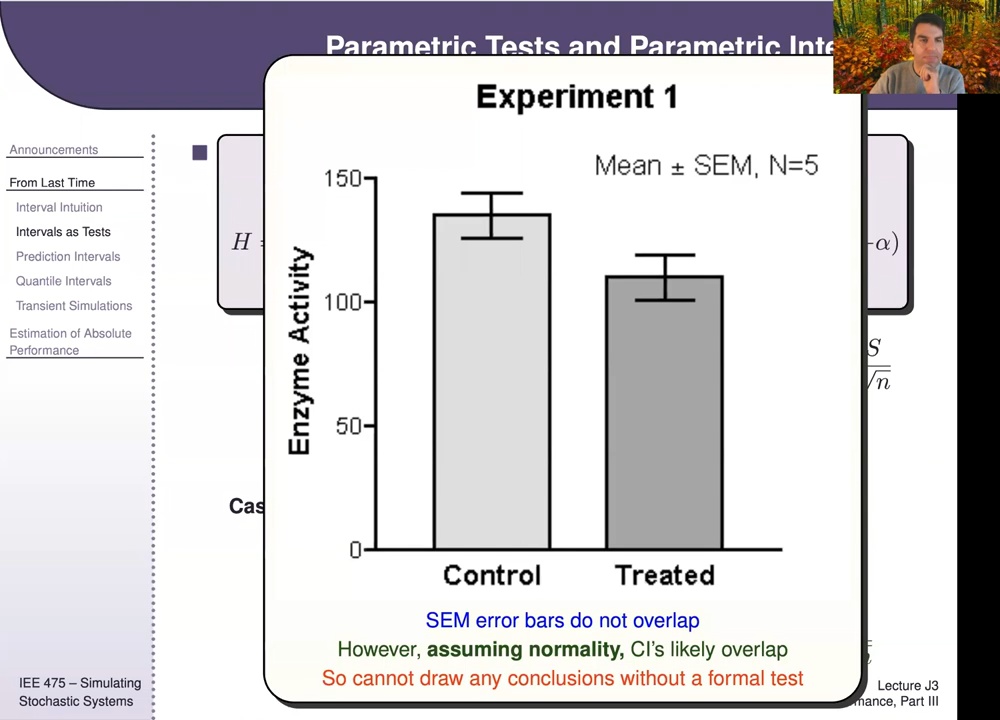 Parametric Tests and Parametric Inte
Announcements
From Last Time
Interval Intuition
Intervals as Tests
Prediction Intervals
Quantile Intervals
Transient Simulations
Estimation of Absolute
Performance
IEE 475 – Simulating
Stochastic Systems
H
-α)
S
√n
Cas
Experiment 1
Mean ± SEM, N=5
Enzyme Activity
150
100
50
0
Control
Treated
SEM error bars do not overlap
However, assuming normality, CI's likely overlap
So cannot draw any conclusions without a formal test
Lecture J3
mance, Part III